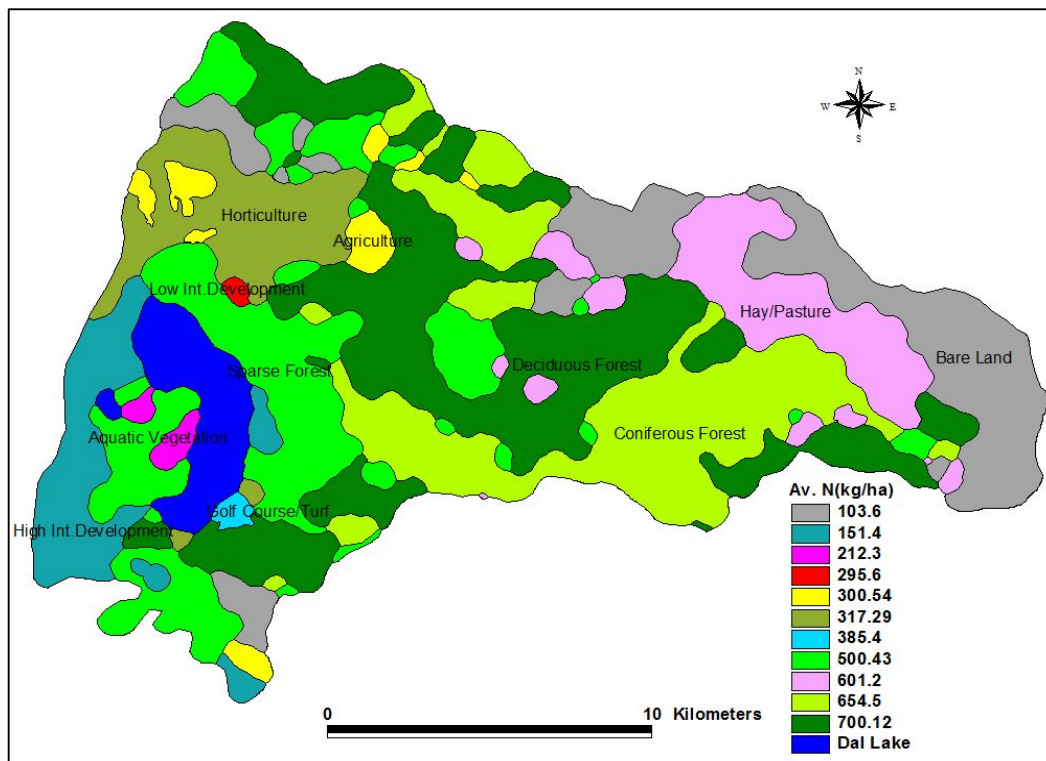 N
W E
S
Horticulture
Agriculture
Low Int.Development
Hay/Pasture
Bare Land
Sparse Forest
Deciduous Forest
Aquatic Vegetation
Coniferous Forest
Golf Course/Turf
High Int.Development
Av. N(kg/ha)
103.6
151.4
212.3
295.6
300.54
317.29
385.4
500.43
601.2
654.5
700.12
Dal Lake
0 10 Kilometers